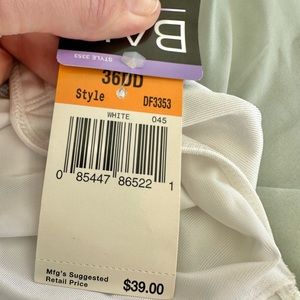 BA
STYLE 3353
36DD
Style DF3353
WHITE 045
0 85447 86522 1
Mfg's Suggested
Retail Price $39.00